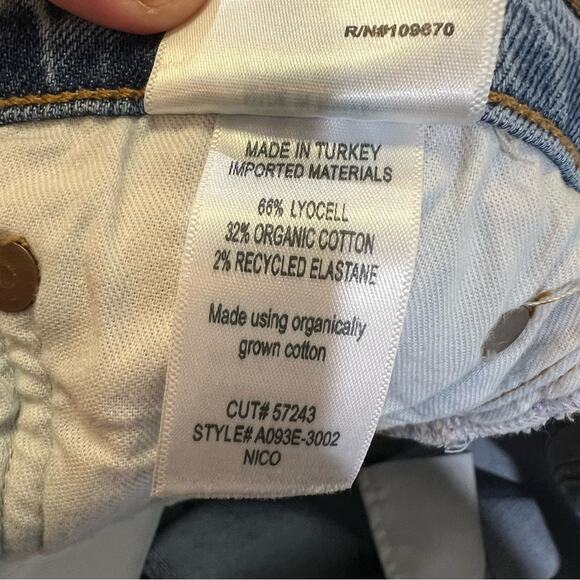 R/N#109670
MADE IN TURKEY
IMPORTED MATERIALS
66% LYOCELL
32% ORGANIC COTTON
2% RECYCLED ELASTANE
Made using organically
grown cotton
CUT# 57243
STYLE# A093E-3002
NICO